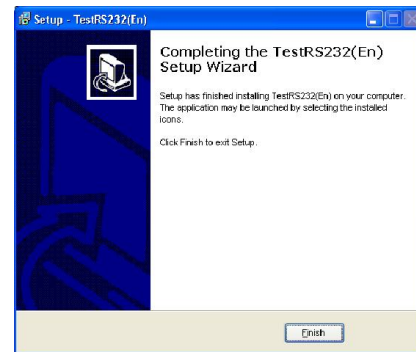 Setup - TestRS232(En)
Completing the TestRS232(En)
Setup Wizard
Setup has finished installing TestRS232(En) on your computer.
The application may be launched by selecting the installed
icons.
Click Finish to exit Setup.
Finish